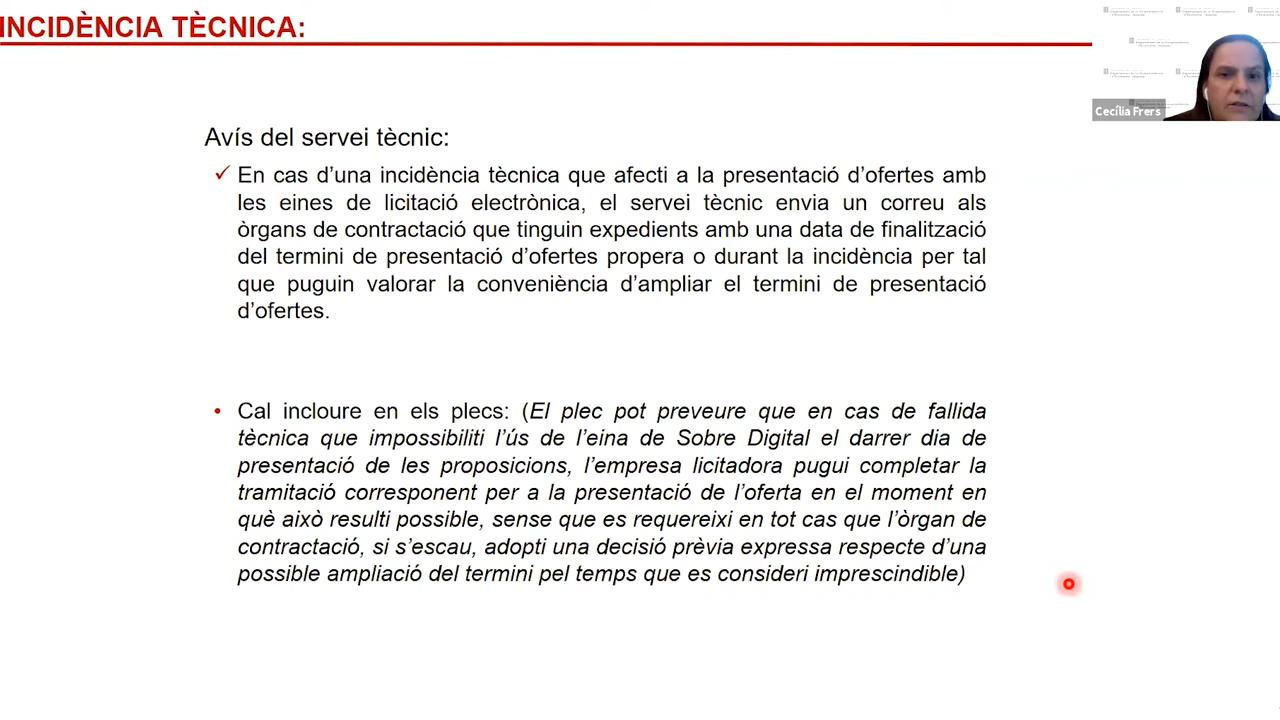 INCIDÈNCIA TÈCNICA:
Cecília Frers
Avís del servei tècnic:
✓ En cas d’una incidència tècnica que afecti a la presentació d’ofertes amb
les eines de licitació electrònica, el servei tècnic envia un correu als
òrgans de contractació que tinguin expedients amb una data de finalització
del termini de presentació d’ofertes propera o durant la incidència per tal
que puguin valorar la conveniència d’ampliar el termini de presentació
d’ofertes.
• Cal incloure en els plecs: (El plec pot preveure que en cas de fallida
tècnica que impossibiliti l’ús de l’eina de Sobre Digital el darrer dia de
presentació de les proposicions, l’empresa licitadora pugui completar la
tramitació corresponent per a la presentació de l’oferta en el moment en
què això resulti possible, sense que es requereixi en tot cas que l’òrgan de
contractació, si s’escau, adopti una decisió prèvia expressa respecte d’una
possible ampliació del termini pel temps que es consideri imprescindible)